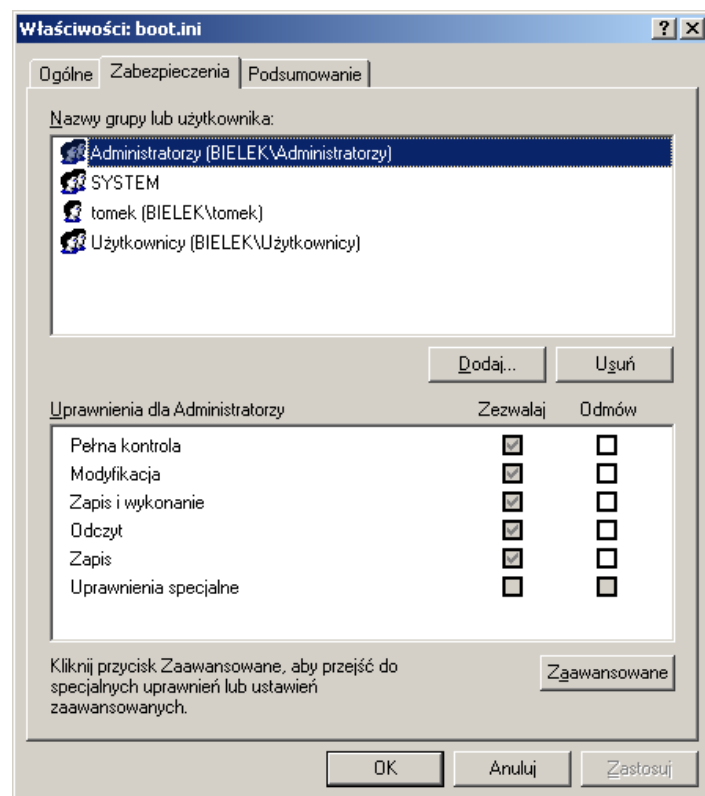 Właściwości: boot.ini
Ogólne Zabezpieczenia Podsumowanie
Nazwy grupy lub użytkownika:
Administratorzy (BIELEK\Administratorzy)
SYSTEM
tomek (BIELEK\tomek)
Użytkownicy (BIELEK\Użytkownicy)
Dodaj... Usuń
Uprawnienia dla Administratorzy Zezwalaj Odmów
Pełna kontrola
Modyfikacja
Zapis i wykonanie
Odczyt
Zapis
Uprawnienia specjalne
Kliknij przycisk Zaawansowane, aby przejść do
specjalnych uprawnień lub ustawień
zaawansowanych.
Zaawansowane
OK Anuluj Zastosuj